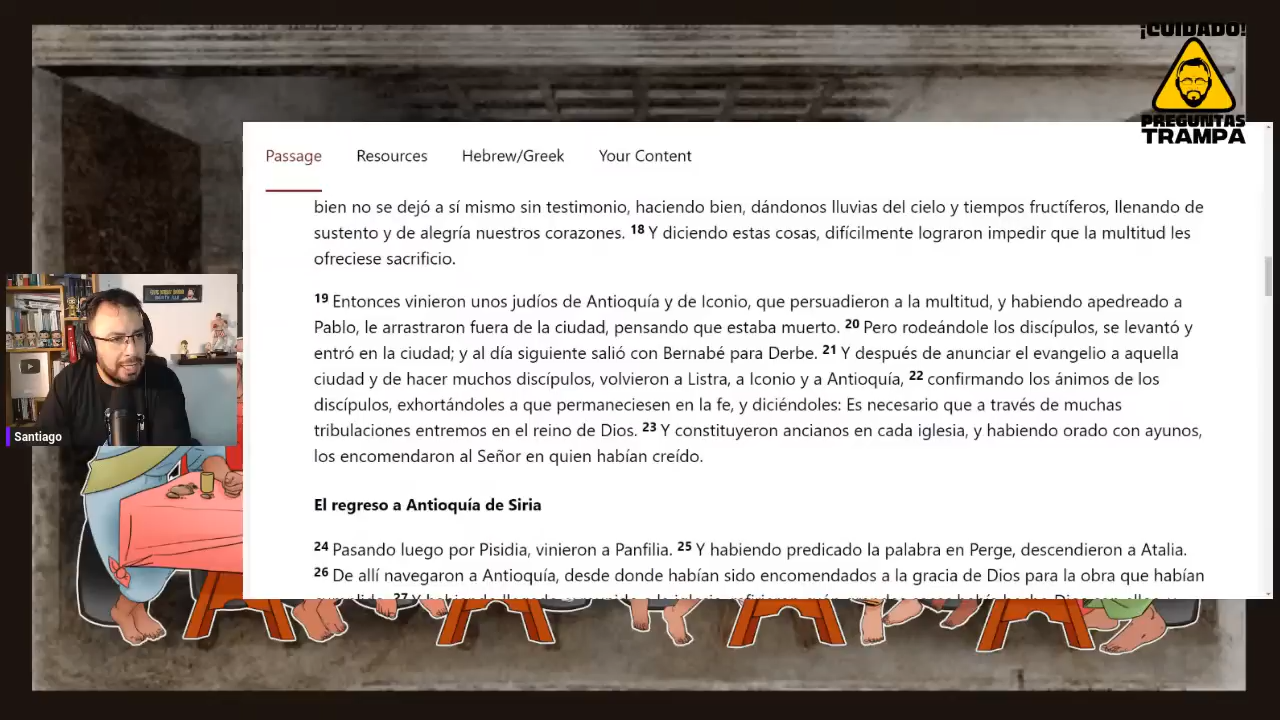 ¡CUIDADO!
PREGUNTAS
TRAMPA
Passage
Resources
Hebrew/Greek
Your Content
bien no se dejó a sí mismo sin testimonio, haciendo bien, dándonos lluvias del cielo y tiempos fructíferos, llenando de
sustento y de alegría nuestros corazones. 18 Y diciendo estas cosas, difícilmente lograron impedir que la multitud les
ofreciese sacrificio.
19 Entonces vinieron unos judíos de Antioquía y de Iconio, que persuadieron a la multitud, y habiendo apedreado a
Pablo, le arrastraron fuera de la ciudad, pensando que estaba muerto. 20 Pero rodeándole los discípulos, se levantó y
entró en la ciudad; y al día siguiente salió con Bernabé para Derbe. 21 Y después de anunciar el evangelio a aquella
ciudad y de hacer muchos discípulos, volvieron a Listra, a Iconio y a Antioquía, 22 confirmando los ánimos de los
discípulos, exhortándoles a que permaneciesen en la fe, y diciéndoles: Es necesario que a través de muchas
tribulaciones entremos en el reino de Dios. 23 Y constituyeron ancianos en cada iglesia, y habiendo orado con ayunos,
los encomendaron al Señor en quien habían creído.
El regreso a Antioquía de Siria
24 Pasando luego por Pisidia, vinieron a Panfilia. 25 Y habiendo predicado la palabra en Perge, descendieron a Atalia.
26 De allí navegaron a Antioquía, desde donde habían sido encomendados a la gracia de Dios para la obra que habían
Santiago